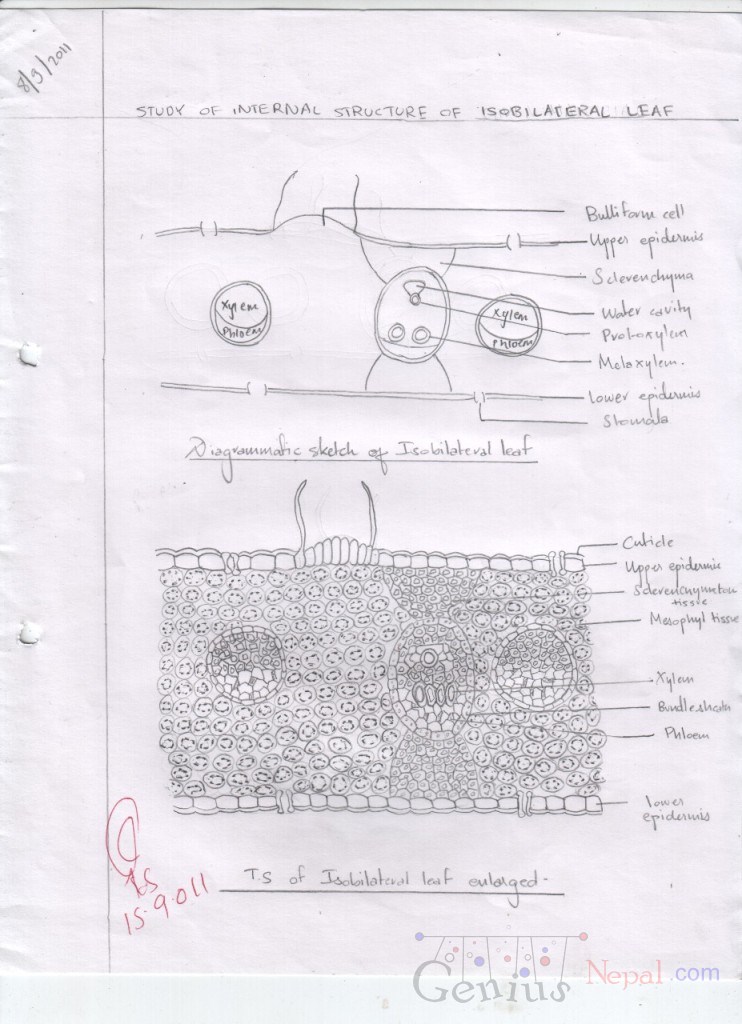 8/9/2011
STUDY OF INTERNAL STRUCTURE OF ISOBILATERAL LEAF
Bulliform cell
Upper epidermis
Sclerenchyma
Water cavity
Protoxylem
Metaxylem.
Lower epidermis
Stomata
Xylem
Phloem
Xylem
Phloem
Diagrammatic sketch of Isobilateral leaf
Cuticle
Upper epidermis
Sclerenchymatou
tissue
Mesophyl tissue
Xylem
Bundlesheath
Phloem
lower
epidermis
T.S of Isobilateral leaf enlarged-
15.9.011
Genius Nepal.com